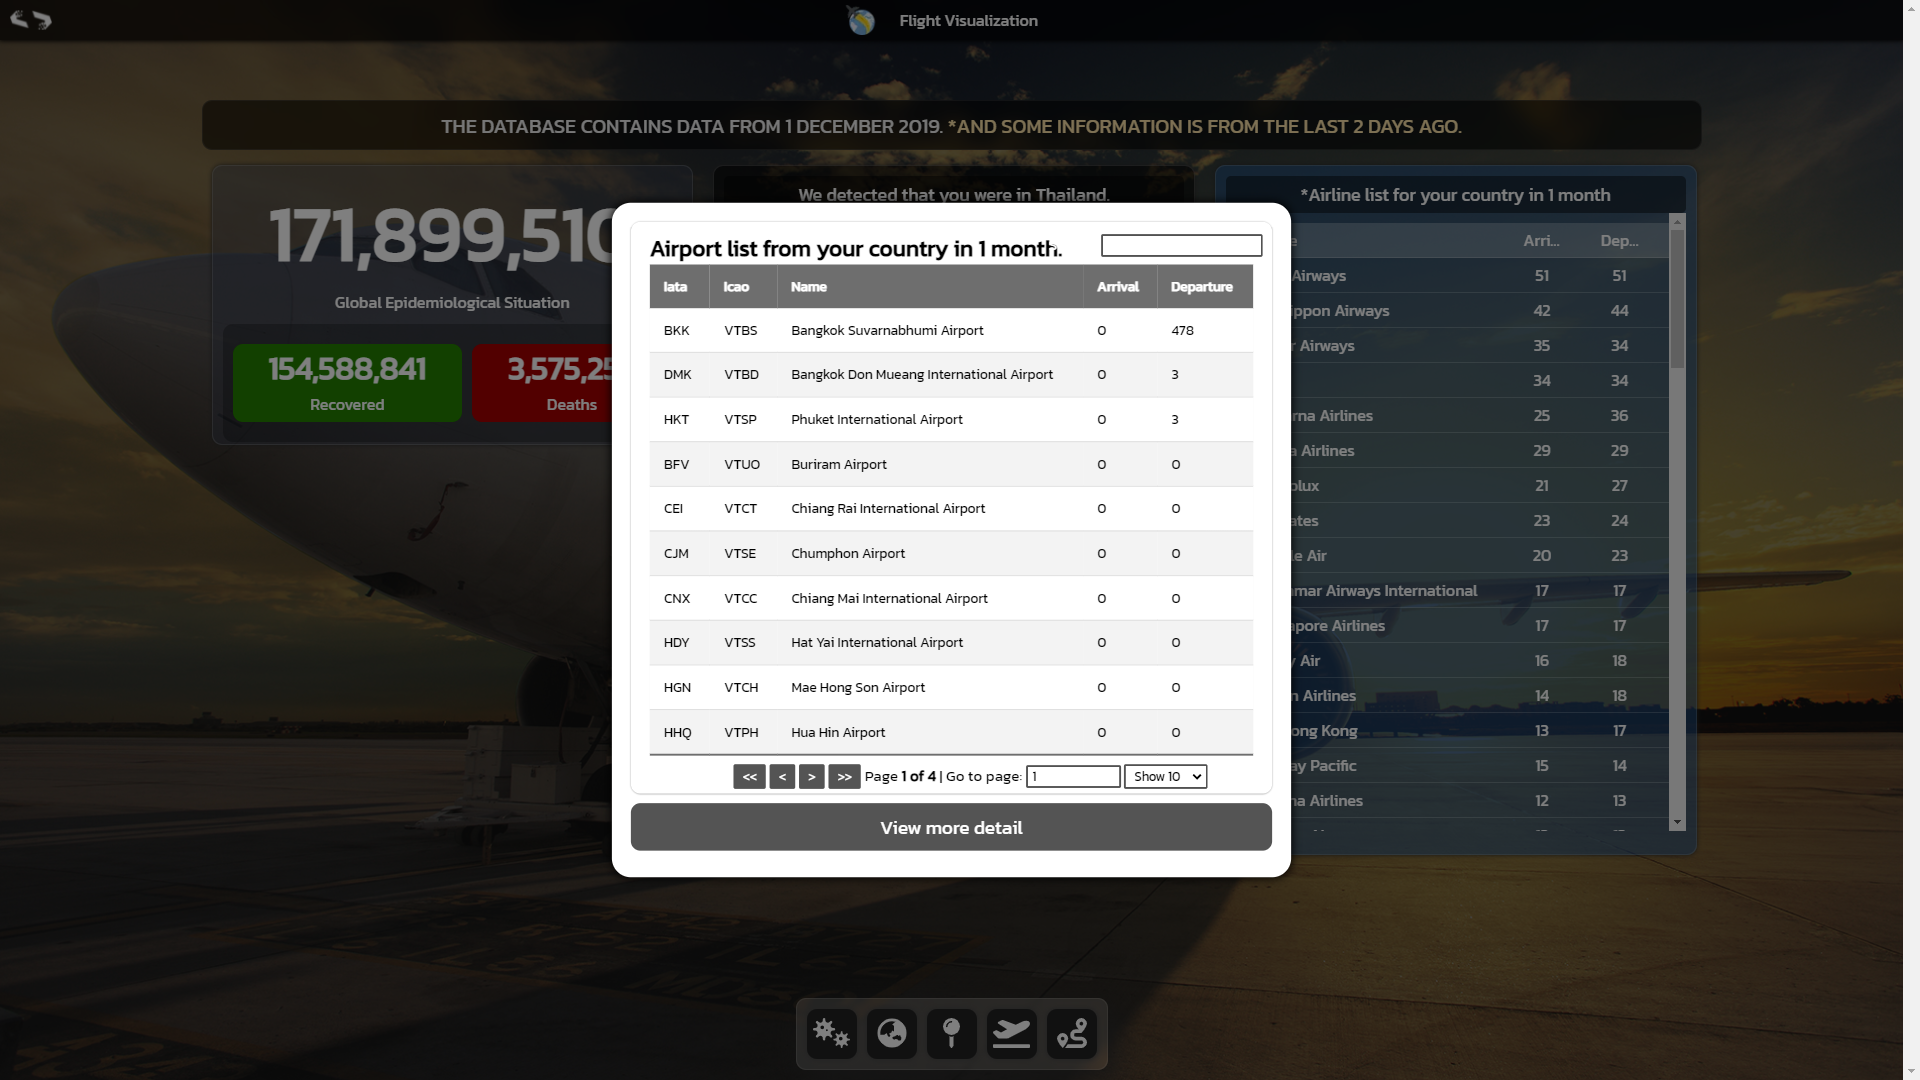 Flight Visualization
THE DATABASE CONTAINS DATA FROM 1 DECEMBER 2019. *AND SOME INFORMATION IS FROM THE LAST 2 DAYS AGO.
171,899,510
Global Epidemiological Situation
154,588,841
Recovered
3,575,25
Deaths
We detected that you were in Thailand.
Airport list from your country in 1 month.
Iata Icao Name Arrival Departure
BKK VTBS Bangkok Suvarnabhumi Airport 0 478
DMK VTBD Bangkok Don Mueang International Airport 0 3
HKT VTSP Phuket International Airport 0 3
BFV VTUO Buriram Airport 0 0
CEI VTCT Chiang Rai International Airport 0 0
CJM VTSE Chumphon Airport 0 0
CNX VTCC Chiang Mai International Airport 0 0
HDY VTSS Hat Yai International Airport 0 0
HGN VTCH Mae Hong Son Airport 0 0
HHQ VTPH Hua Hin Airport 0 0
<< < > >> Page 1 of 4 | Go to page: 1 Show 10
View more detail
*Airline list for your country in 1 month
Arri... Dep...
Airways 51 51
ppon Airways 42 44
Airways 35 34
34 34
rna Airlines 25 36
a Airlines 29 29
olux 21 27
ates 23 24
le Air 20 23
mar Airways International 17 17
apore Airlines 17 17
Air 16 18
n Airlines 14 18
ong Kong 13 17
ay Pacific 15 14
na Airlines 12 13